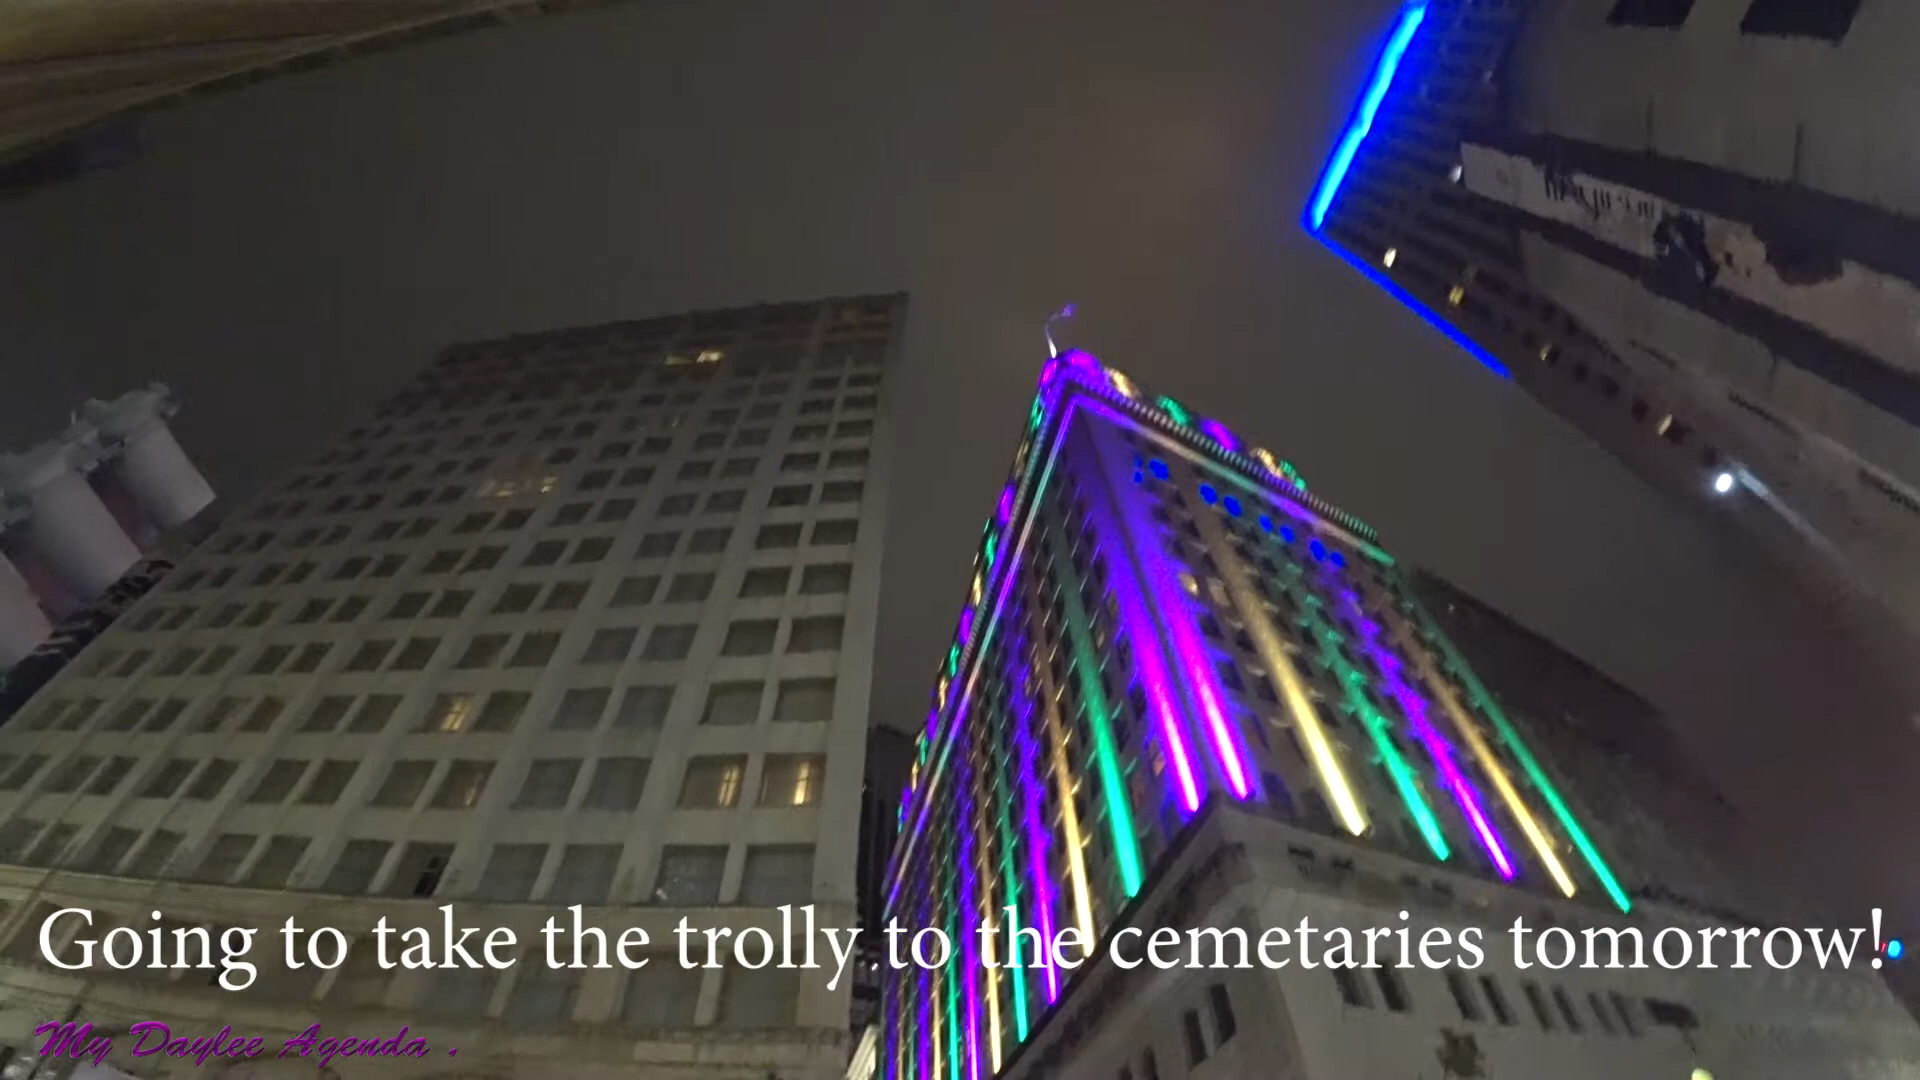 Going to take the trolly to the cemetaries tomorrow!
My Daylee Agenda .